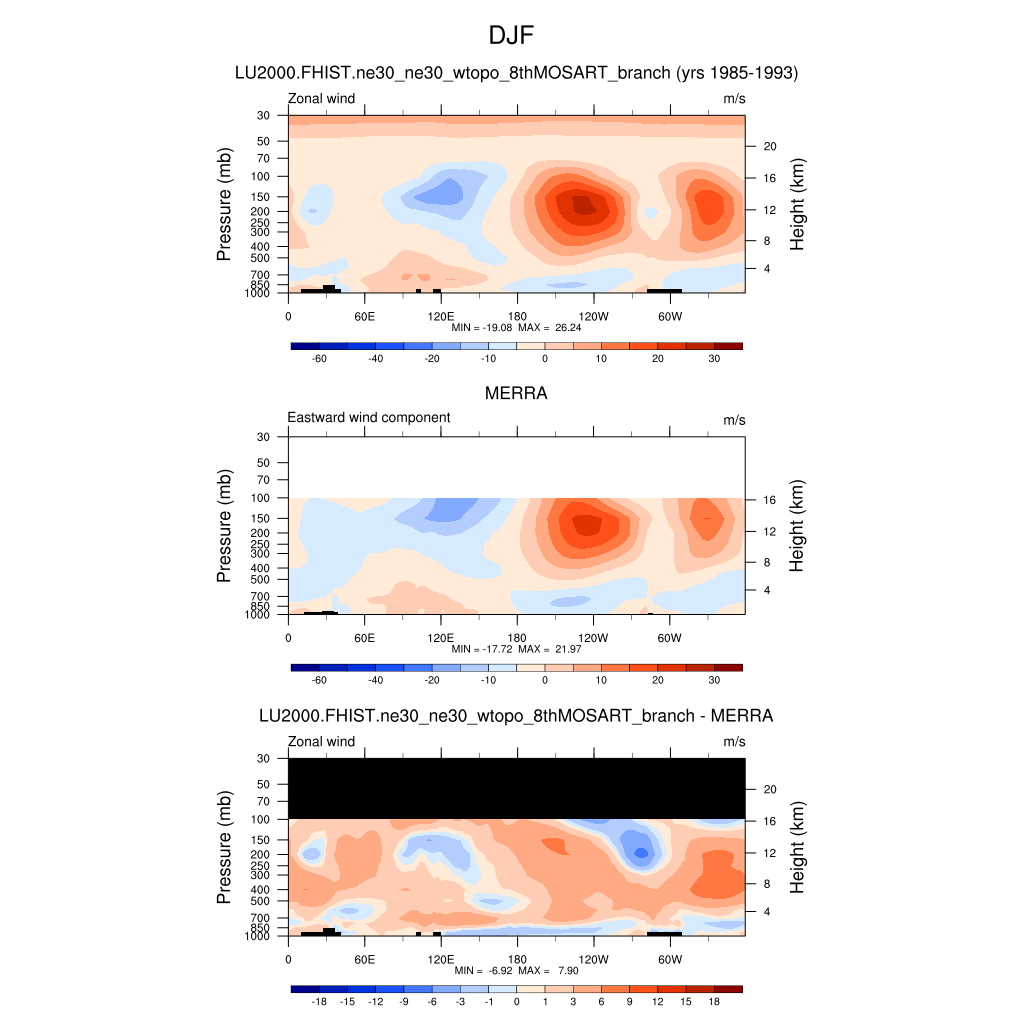 DJF
LU2000.FHIST.ne30_ne30_wtopo_8thMOSART_branch (yrs 1985-1993)
Zonal wind m/s
30
50
70
100
150
200
250
300
400
500
700
850
1000
Pressure (mb)
20
16
12
8
4
Height (km)
0 60E 120E 180 120W 60W
MIN = -19.08 MAX = 26.24
-60 -40 -20 -10 0 10 20 30
MERRA
Eastward wind component m/s
30
50
70
100
150
200
250
300
400
500
700
850
1000
Pressure (mb)
16
12
8
4
Height (km)
0 60E 120E 180 120W 60W
MIN = -17.72 MAX = 21.97
-60 -40 -20 -10 0 10 20 30
LU2000.FHIST.ne30_ne30_wtopo_8thMOSART_branch - MERRA
Zonal wind m/s
30
50
70
100
150
200
250
300
400
500
700
850
1000
Pressure (mb)
20
16
12
8
4
Height (km)
0 60E 120E 180 120W 60W
MIN = -6.92 MAX = 7.90
-18 -15 -12 -9 -6 -3 -1 0 1 3 6 9 12 15 18